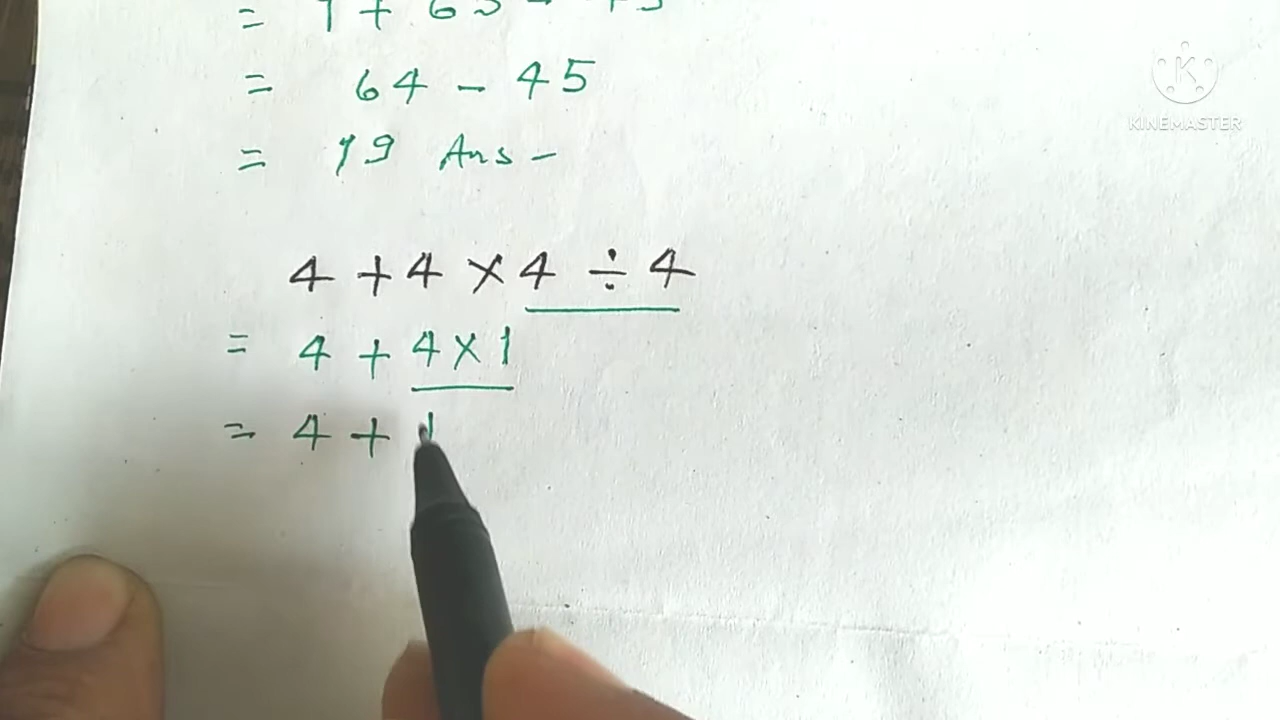 = 64 - 45
= 19 Ans -
4 + 4 × 4 ÷ 4
= 4 + 4 × 1
= 4 +
KINEMASTER